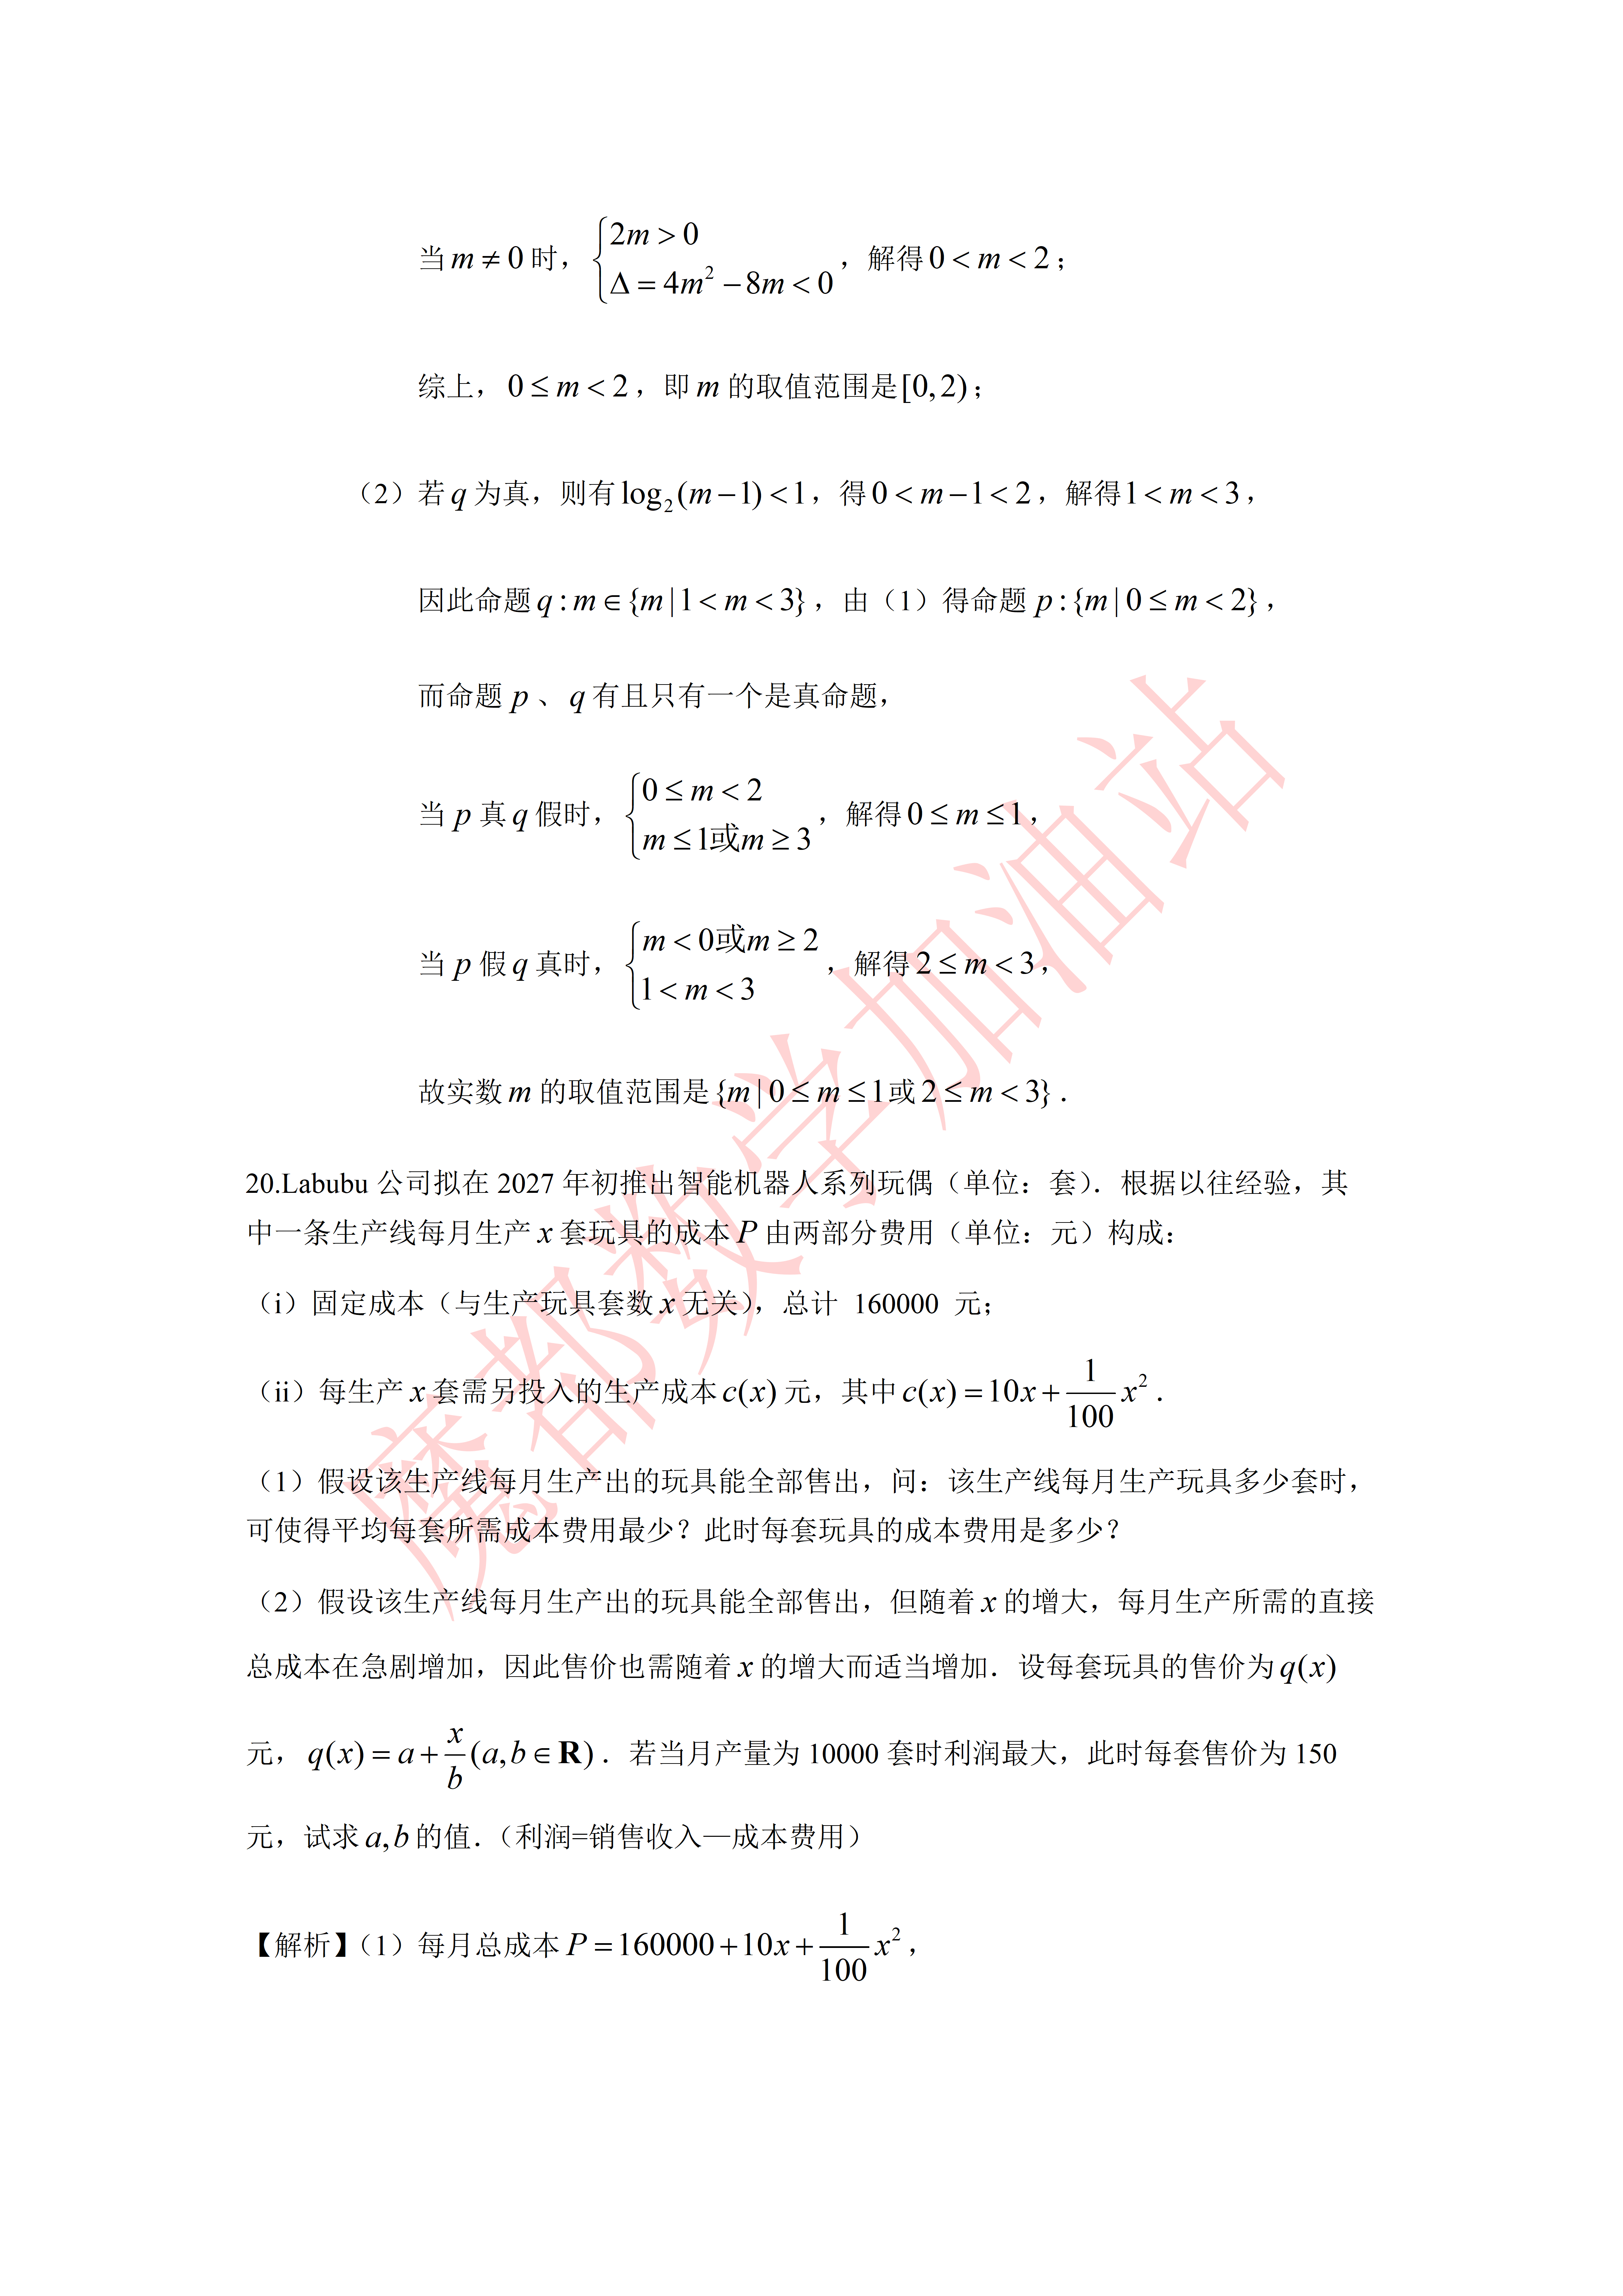 当 m ≠ 0 时，{2m > 0 Δ = 4m² − 8m < 0 ，解得 0 < m < 2；
综上，0 ≤ m < 2，即 m 的取值范围是[0, 2)；
（2）若 q 为真，则有 log₂(m − 1) < 1，得 0 < m − 1 < 2，解得 1 < m < 3，
因此命题 q : m ∈ {m | 1 < m < 3}，由（1）得命题 p : {m | 0 ≤ m < 2}，
而命题 p 、 q 有且只有一个是真命题，
当 p 真 q 假时，{0 ≤ m < 2 m ≤ 1或m ≥ 3 ，解得 0 ≤ m ≤ 1，
当 p 假 q 真时，{m < 0或m ≥ 2 1 < m < 3 ，解得 2 ≤ m < 3，
故实数 m 的取值范围是 {m | 0 ≤ m ≤ 1或 2 ≤ m < 3}．
20.Labubu 公司拟在 2027 年初推出智能机器人系列玩偶（单位：套）．根据以往经验，其
中一条生产线每月生产 x 套玩具的成本 P 由两部分费用（单位：元）构成：
（i）固定成本（与生产玩具套数 x 无关），总计 160000 元；
（ii）每生产 x 套需另投入的生产成本 c(x) 元，其中 c(x) = 10x + 1/100 x²．
（1）假设该生产线每月生产出的玩具能全部售出，问：该生产线每月生产玩具多少套时，
可使得平均每套所需成本费用最少？此时每套玩具的成本费用是多少？
（2）假设该生产线每月生产出的玩具能全部售出，但随着 x 的增大，每月生产所需的直接
总成本在急剧增加，因此售价也需随着 x 的增大而适当增加．设每套玩具的售价为 q(x)
元，q(x) = a + x/b (a, b ∈ R)．若当月产量为 10000 套时利润最大，此时每套售价为 150
元，试求 a, b 的值．（利润=销售收入—成本费用）
【解析】（1）每月总成本 P = 160000 + 10x + 1/100 x²，
魔都数学加油站